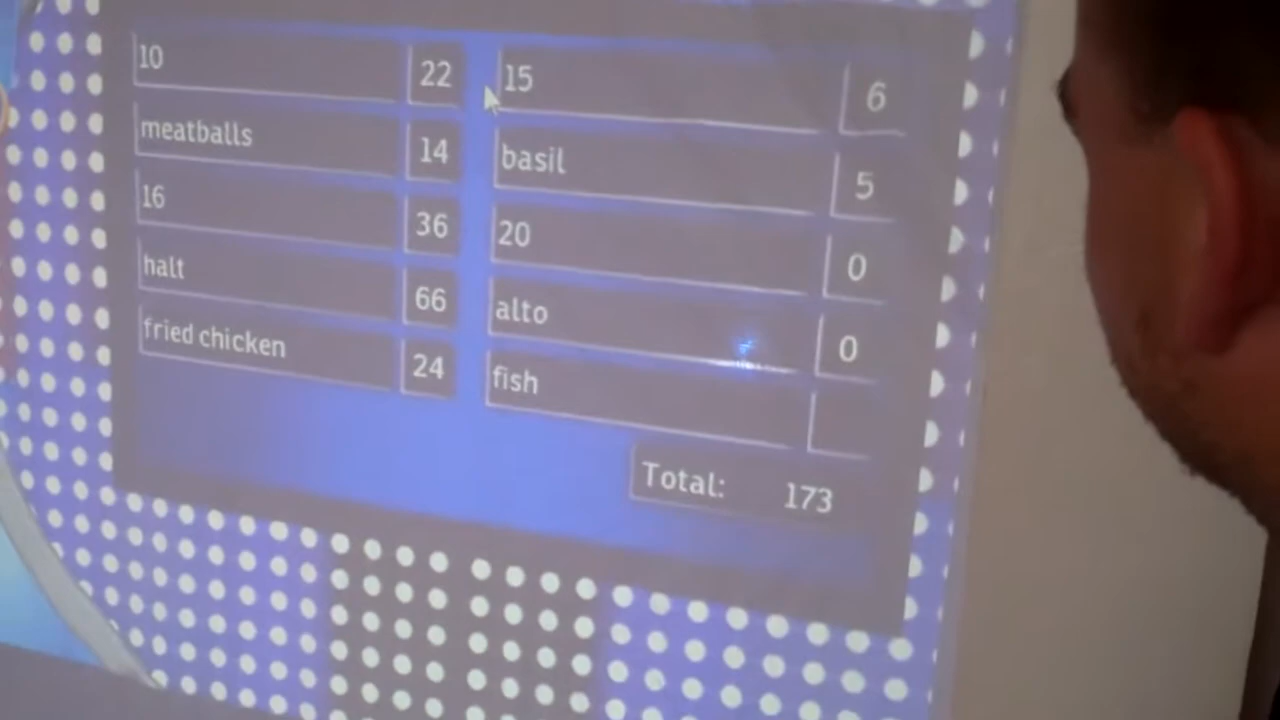 10 22
meatballs 14
16 36
halt 66
fried chicken 24
15 6
basil 5
20 0
alto 0
fish
Total: 173